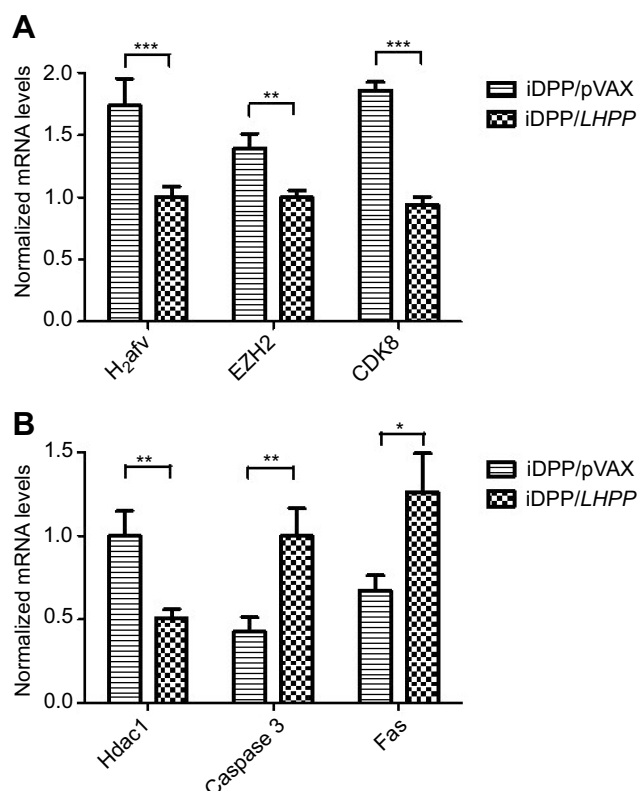 A
Normalized mRNA levels
2.0
1.5
1.0
0.5
0.0
***
**
***
H₂afv
EZH2
CDK8
iDPP/pVAX
iDPP/LHPP
B
Normalized mRNA levels
1.5
1.0
0.5
0.0
**
**
*
Hdac1
Caspase 3
Fas
iDPP/pVAX
iDPP/LHPP